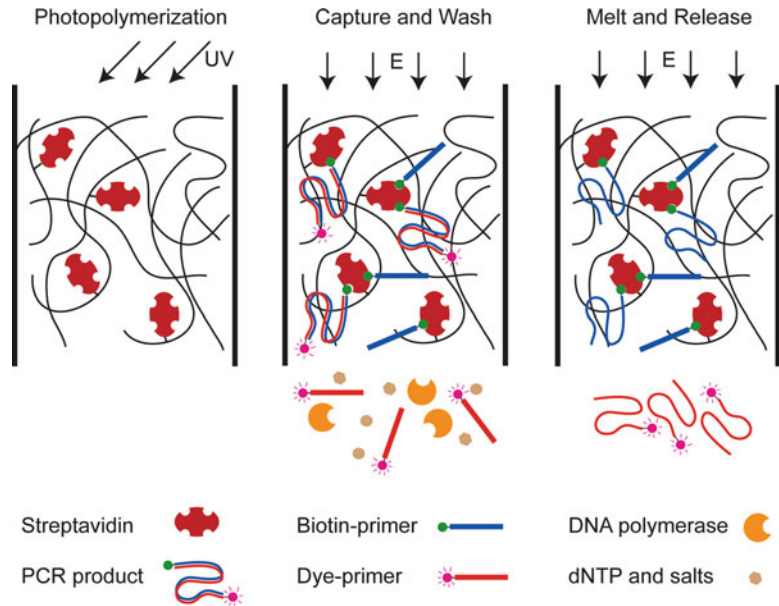 Photopolymerization
Capture and Wash
Melt and Release
UV
E
E
Streptavidin
Biotin-primer
DNA polymerase
PCR product
Dye-primer
dNTP and salts